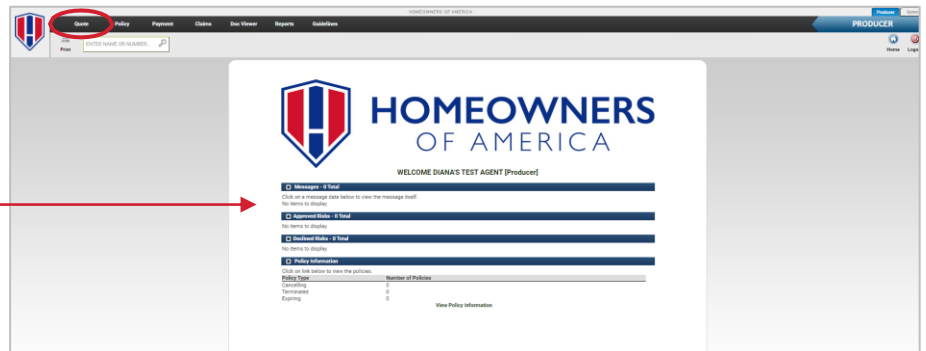 HOMEOWNERS OF AMERICA
Producer
Quote Policy Payment Claims Doc Viewer Reports Guidelines
PRODUCER
Print
ENTER NAME OR NUMBER...
Home Logo
HOMEOWNERS
OF AMERICA
WELCOME DIANA'S TEST AGENT [Producer]
Messages - 0 Total
Click on a message date below to view the message itself.
No items to display.
Approved Risks - 0 Total
No items to display.
Declined Risks - 0 Total
No items to display.
Policy Information
Click on link below to view the policies.
Policy Type Number of Policies
Cancelling 0
Terminated 0
Expiring 0
View Policy Information